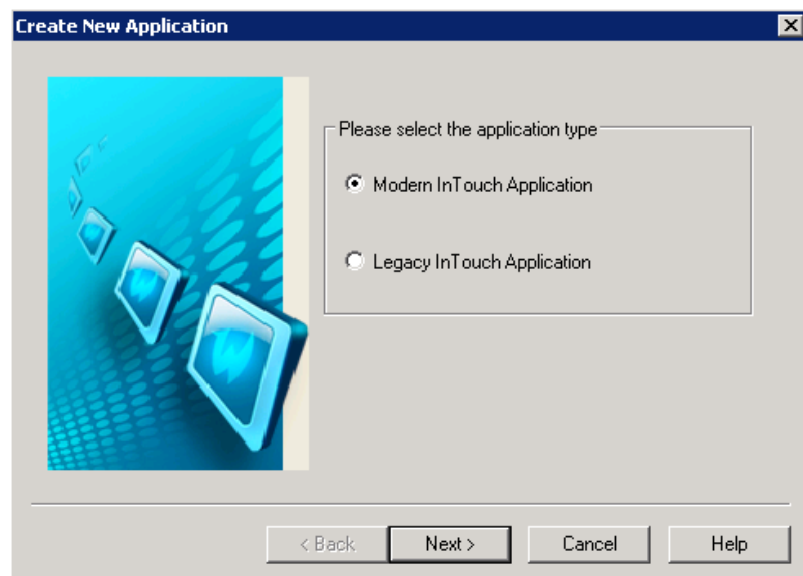 Create New Application
Please select the application type
Modern InTouch Application
Legacy InTouch Application
< Back
Next >
Cancel
Help